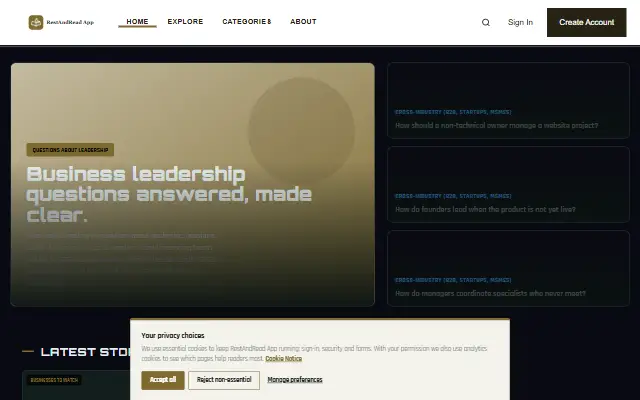 RestAndRead App
HOME
EXPLORE
CATEGORIES
ABOUT
Sign In
Create Account
QUESTIONS ABOUT LEADERSHIP
Business leadership
questions answered, made
clear.
CROSS-INDUSTRY (B2B, STARTUPS, MSMES)
How should a non-technical owner manage a website project?
CROSS-INDUSTRY (B2B, STARTUPS, MSMES)
How do founders lead when the product is not yet live?
CROSS-INDUSTRY (B2B, STARTUPS, MSMES)
How do managers coordinate specialists who never meet?
LATEST STO
BUSINESSES TO WATCH
Your privacy choices
We use essential cookies to keep RestAndRead App running: sign-in, security and forms. With your permission we also use analytics
cookies to see which pages help readers most. Cookie Notice
Accept all
Reject non-essential
Manage preferences